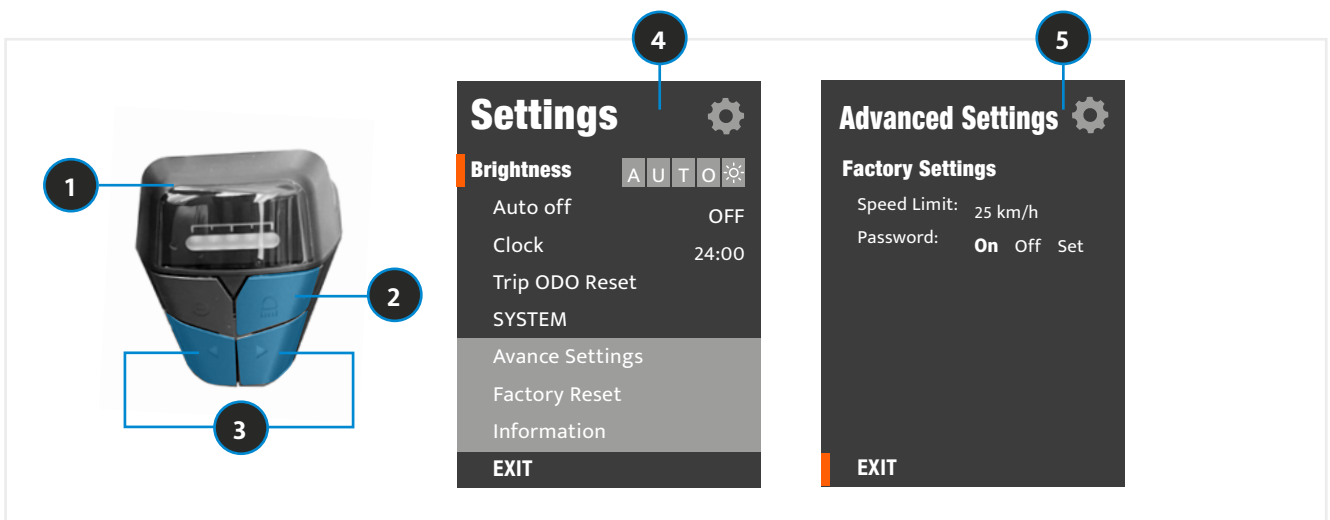 4
5
1
2
3
Settings
Brightness AUTO
Auto off OFF
Clock 24:00
Trip ODO Reset
SYSTEM
Avance Settings
Factory Reset
Information
EXIT
Advanced Settings
Factory Settings
Speed Limit: 25 km/h
Password: On Off Set
EXIT